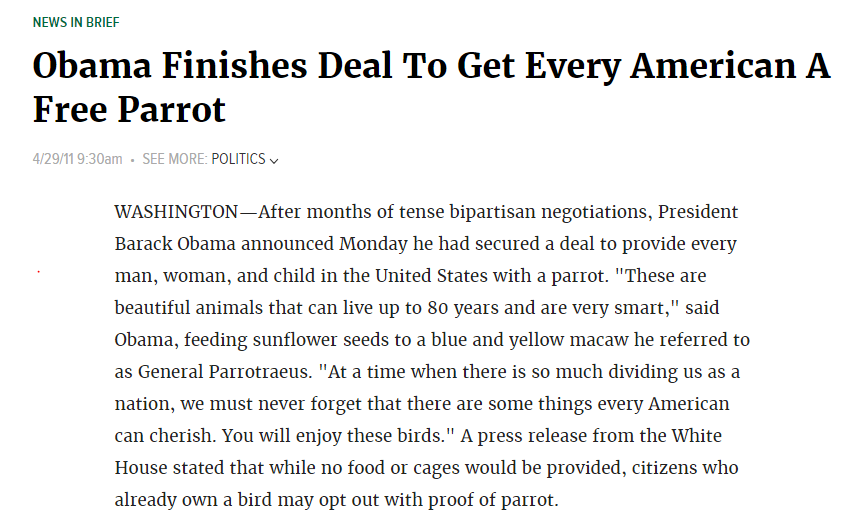 NEWS IN BRIEF
Obama Finishes Deal To Get Every American A
Free Parrot
4/29/11 9:30am • SEE MORE: POLITICS
WASHINGTON—After months of tense bipartisan negotiations, President
Barack Obama announced Monday he had secured a deal to provide every
man, woman, and child in the United States with a parrot. "These are
beautiful animals that can live up to 80 years and are very smart," said
Obama, feeding sunflower seeds to a blue and yellow macaw he referred to
as General Parrotraeus. "At a time when there is so much dividing us as a
nation, we must never forget that there are some things every American
can cherish. You will enjoy these birds." A press release from the White
House stated that while no food or cages would be provided, citizens who
already own a bird may opt out with proof of parrot.